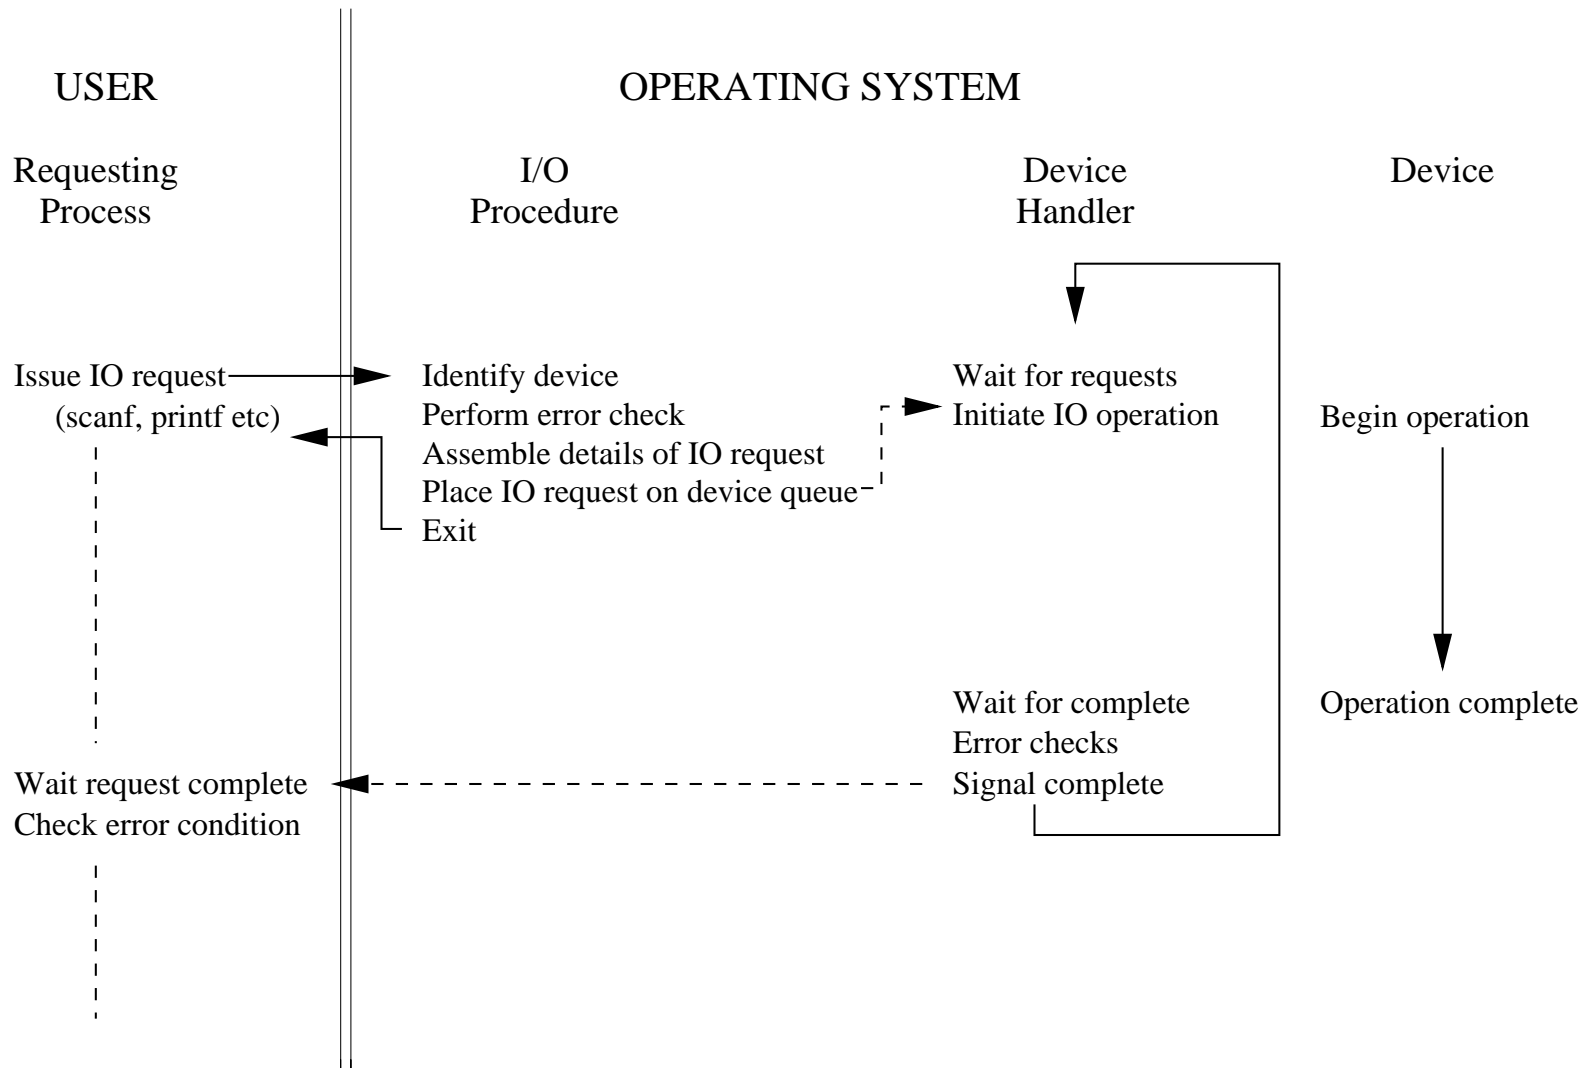 USER
OPERATING SYSTEM
Requesting
Process
I/O
Procedure
Device
Handler
Device
Issue IO request
(scanf, printf etc)
Identify device
Perform error check
Assemble details of IO request
Place IO request on device queue
Exit
Wait for requests
Initiate IO operation
Begin operation
Wait for complete
Error checks
Signal complete
Operation complete
Wait request complete
Check error condition